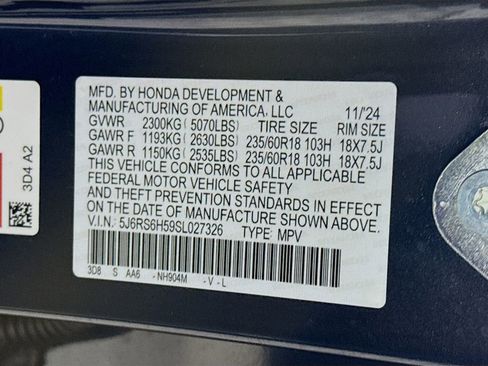 MFD. BY HONDA DEVELOPMENT &
MANUFACTURING OF AMERICA, LLC 11/'24
GVWR 2300KG (5070LBS) TIRE SIZE RIM SIZE
GAWR F 1193KG (2630LBS) 235/60R18 103H 18X7.5J
GAWR R 1150KG (2535LBS) 235/60R18 103H 18X7.5J
THIS VEHICLE CONFORMS TO ALL APPLICABLE
FEDERAL MOTOR VEHICLE SAFETY
AND THEFT PREVENTION STANDARDS IN EFFECT
ON THE DATE OF MANUFACTURE SHOWN ABOVE.
V.I.N.: 5J6RS6H59SL027326 TYPE: MPV
3D8 S AA6 -NH904M -V-L
3D4 A2